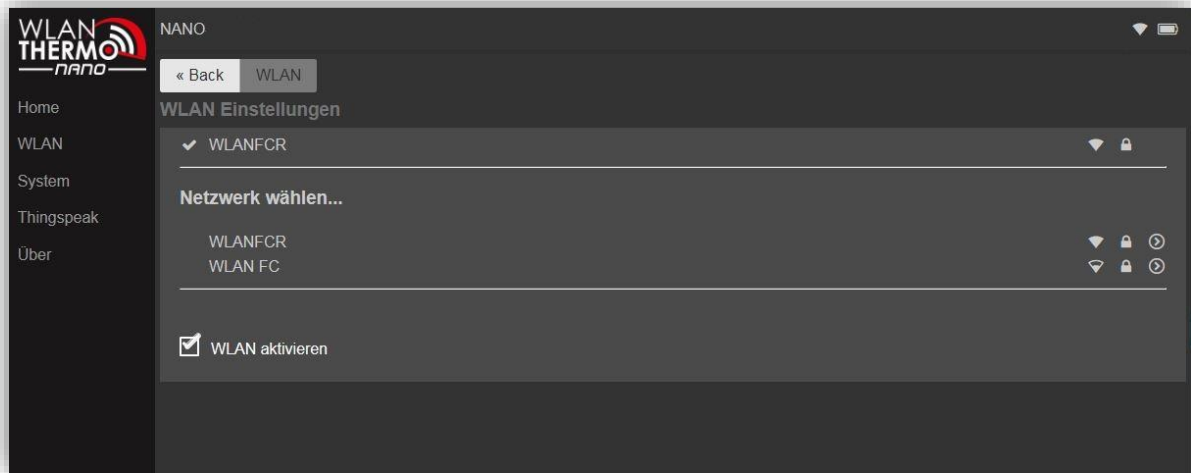 WLAN
THERMO
nano
NANO
« Back WLAN
Home
WLAN
System
Thingspeak
Über
WLAN Einstellungen
WLANFCR
Netzwerk wählen...
WLANFCR
WLAN FC
WLAN aktivieren